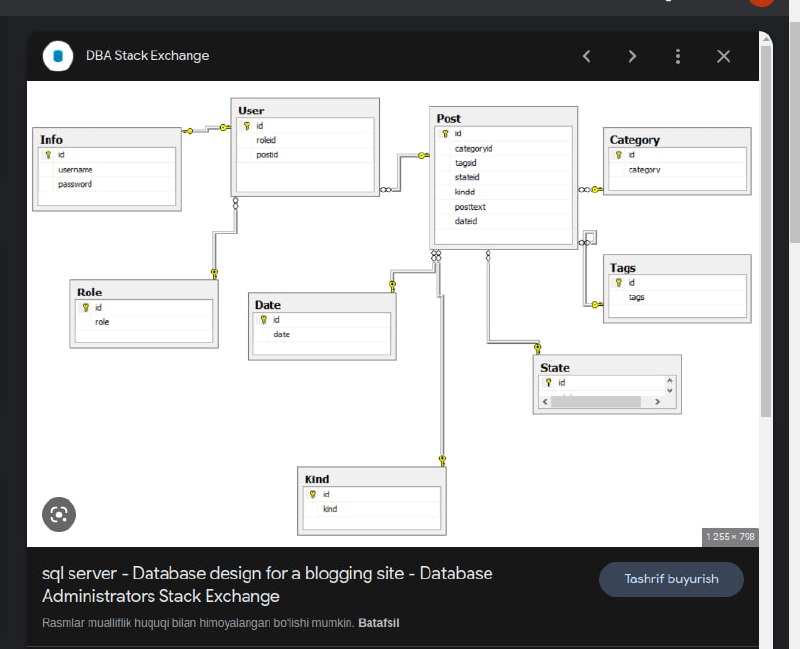 DBA Stack Exchange
Info
id
username
password
User
id
roleid
postid
Post
id
categoryid
tagsid
stateid
kindd
posttext
dateid
Category
id
category
Tags
id
tags
Role
id
role
Date
id
date
State
id
Kind
id
kind
1 255 × 798
sql server - Database design for a blogging site - Database
Administrators Stack Exchange
Tashrif buyurish
Rasmlar mualliflik huquqi bilan himoyalangan bo'lishi mumkin. Batafsil